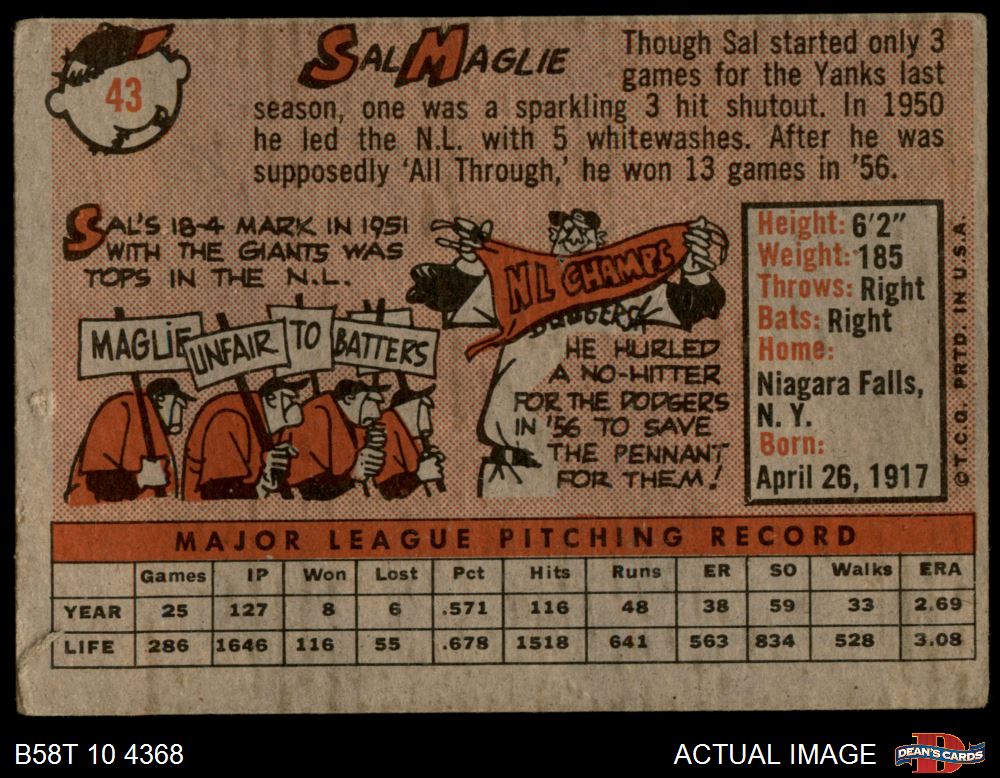 43
SAL MAGLIE
Though Sal started only 3
games for the Yanks last
season, one was a sparkling 3 hit shutout. In 1950
he led the N.L. with 5 whitewashes. After he was
supposedly ‘All Through,’ he won 13 games in ’56.
SAL'S 18-4 MARK IN 1951
WITH THE GIANTS WAS
TOPS IN THE N.L.
MAGLIE UNFAIR TO BATTERS
NL CHAMPS
DODGERS
HE HURLED
A NO-HITTER
FOR THE DODGERS
IN '56 TO SAVE
THE PENNANT
FOR THEM!
Height: 6'2"
Weight: 185
Throws: Right
Bats: Right
Home:
Niagara Falls,
N. Y.
Born:
April 26, 1917
© T.C.G. PRTD. IN U.S.A.
MAJOR LEAGUE PITCHING RECORD
Games IP Won Lost Pct Hits Runs ER SO Walks ERA
YEAR 25 127 8 6 .571 116 48 38 59 33 2.69
LIFE 286 1646 116 55 .678 1518 641 563 834 528 3.08
B58T 10 4368
ACTUAL IMAGE
D
DEAN'S CARDS